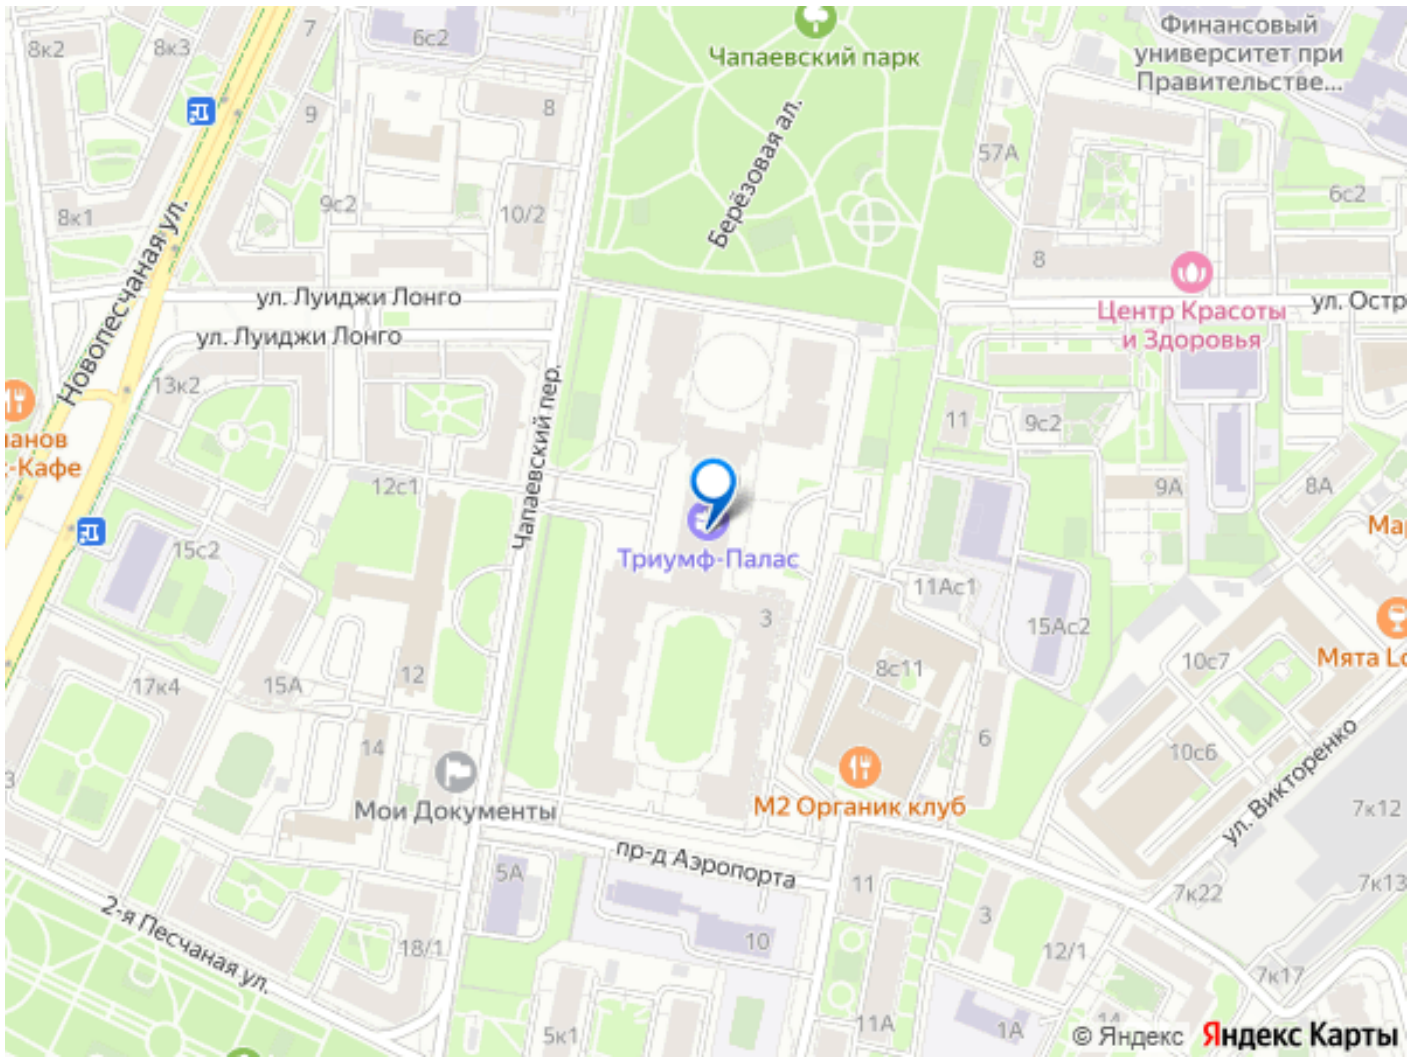 Финансовый
университет при
Правительстве...
8к2
8к3
7
6с2
Чапаевский парк
9
8
Берёзовая ал.
57А
8к1
9с2
10/2
6с2
Новопесчаная ул.
8
ул. Луиджи Лонго
Центр Красоты
и Здоровья
ул. Остр
ул. Луиджи Лонго
13к2
Чапаевский пер.
11
9с2
-Кафе
12с1
9А
8А
15с2
Триумф-Палас
11Ас1
3
15Ас2
8с11
10с7
Мята Lo
17к4
15А
12
14
6
10с6
ул. Викторенко
Мои Документы
М2 Органик клуб
7к12
пр-д Аэропорта
5А
11
7к22
7к13
2-я Песчаная ул.
18/1
10
3
12/1
7к17
5к1
11А
1А
© Яндекс Яндекс Карты